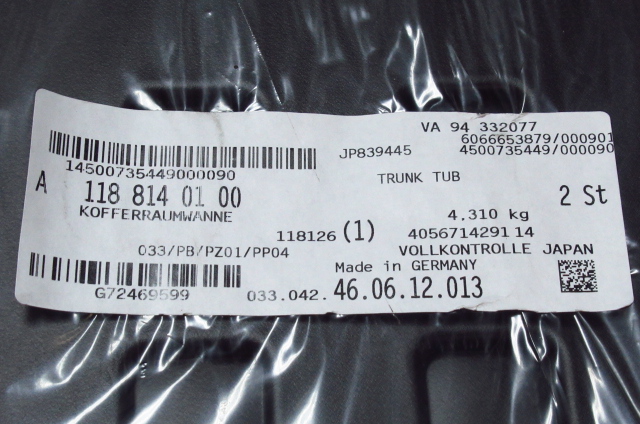 VA 94 332077
6066653879/000901
JP839445 4500735449/000090
14500735449000090
TRUNK TUB
A 118 814 01 00 2 St
KOFFERRAUMWANNE 4,310 kg
118126 (1) 405671429114
033/PB/PZ01/PP04 VOLLKONTROLLE JAPAN
Made in GERMANY
G72469599 033.042. 46.06.12.013